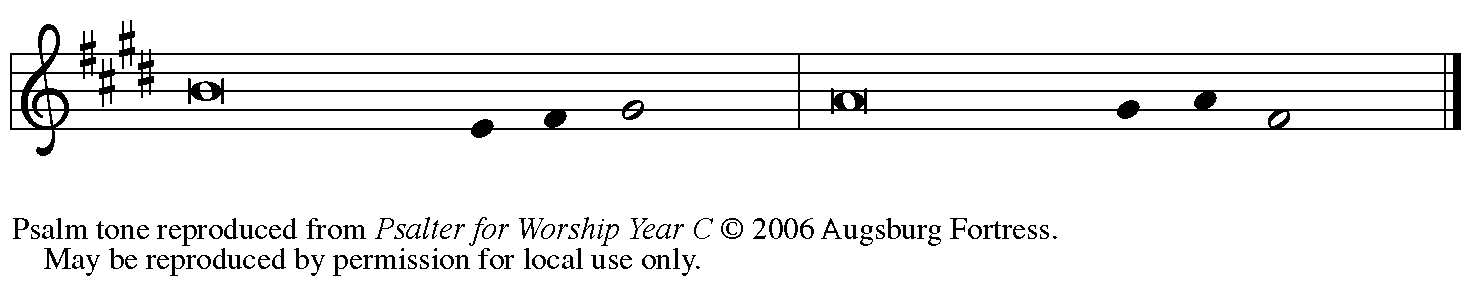 Psalm tone reproduced from Psalter for Worship Year C © 2006 Augsburg Fortress.
May be reproduced by permission for local use only.